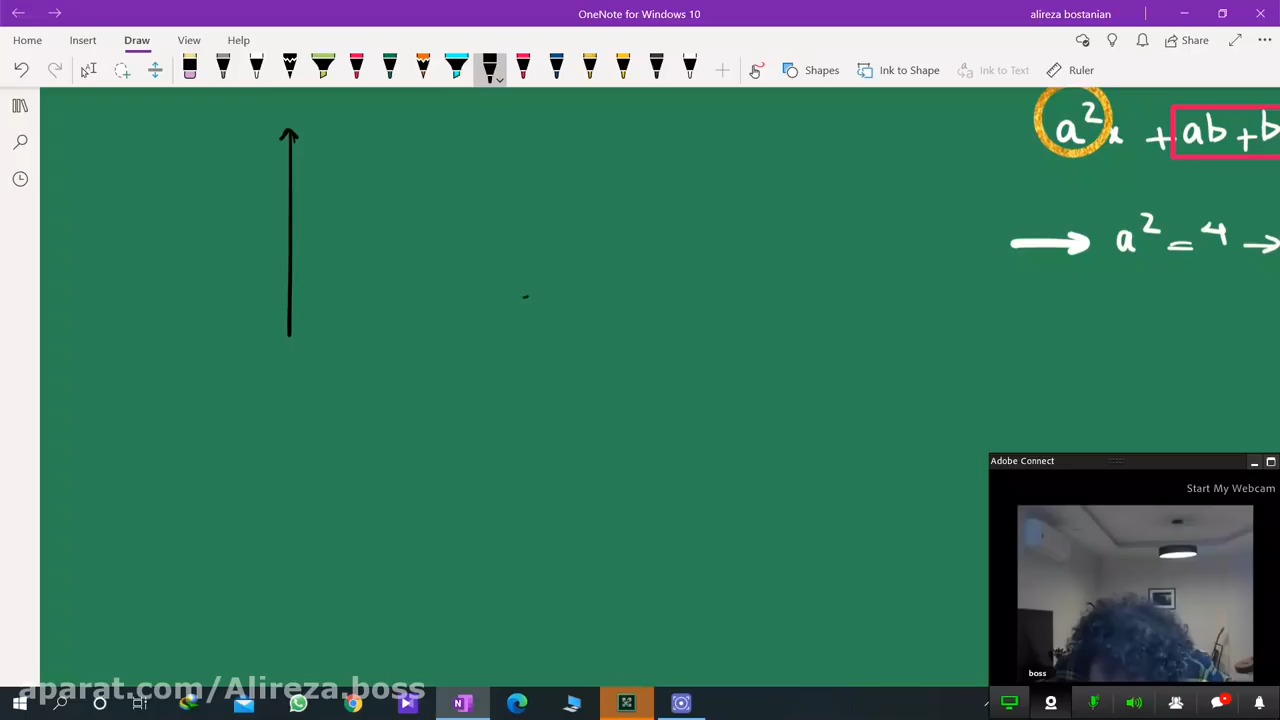 OneNote for Windows 10
alireza bostanian
Home Insert Draw View Help
Share
Shapes
Ink to Shape
Ink to Text
Ruler
a²x + ab + b
→ a² = 4 →
Adobe Connect
Start My Webcam
boss
aparat.com/Alireza.boss